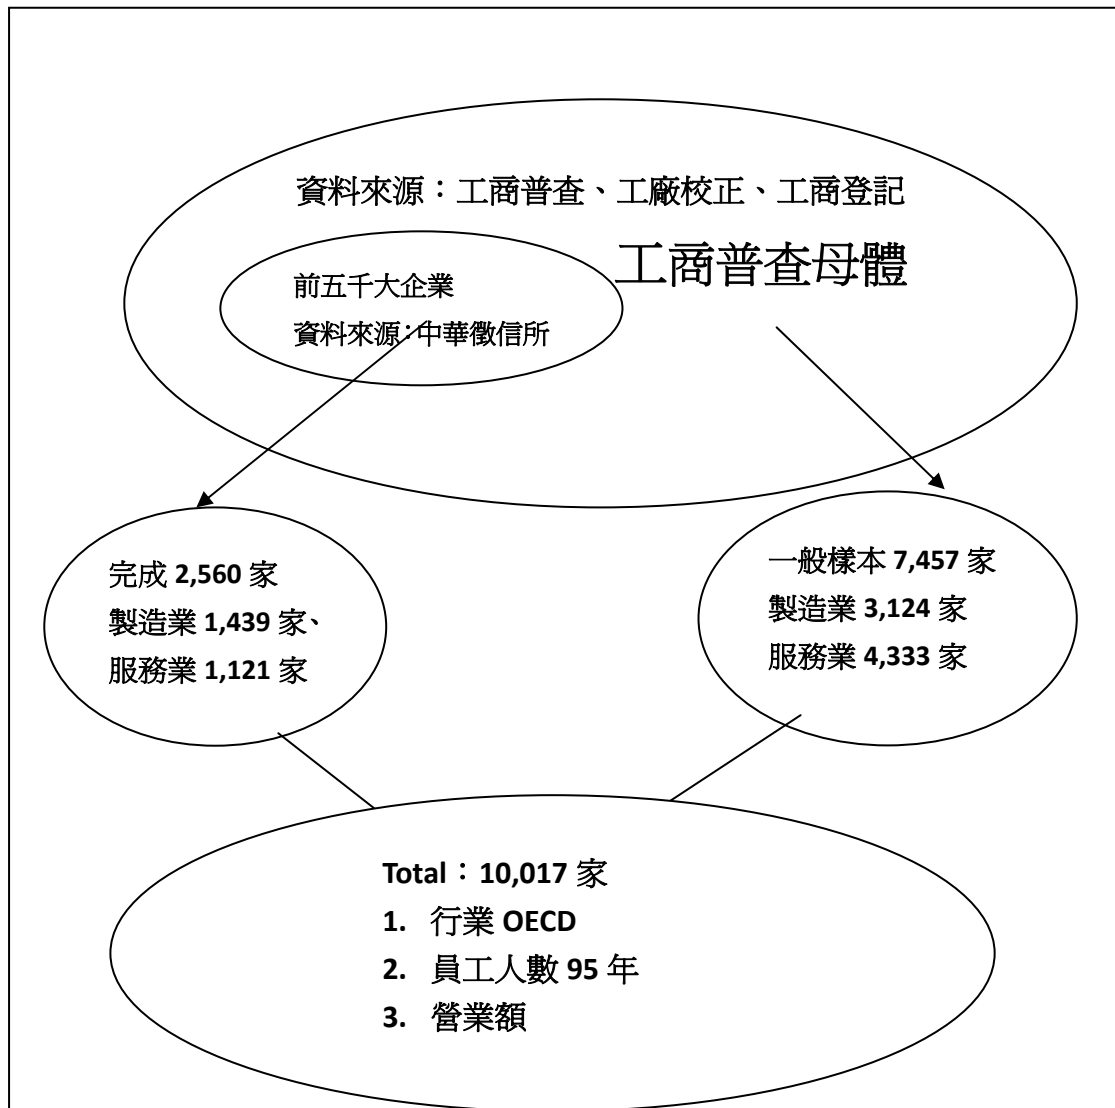 資料來源：工商普查、工廠校正、工商登記
工商普查母體
前五千大企業
資料來源：中華徵信所
完成 2,560 家
製造業 1,439 家、
服務業 1,121 家
一般樣本 7,457 家
製造業 3,124 家
服務業 4,333 家
Total：10,017 家
1. 行業 OECD
2. 員工人數 95 年
3. 營業額